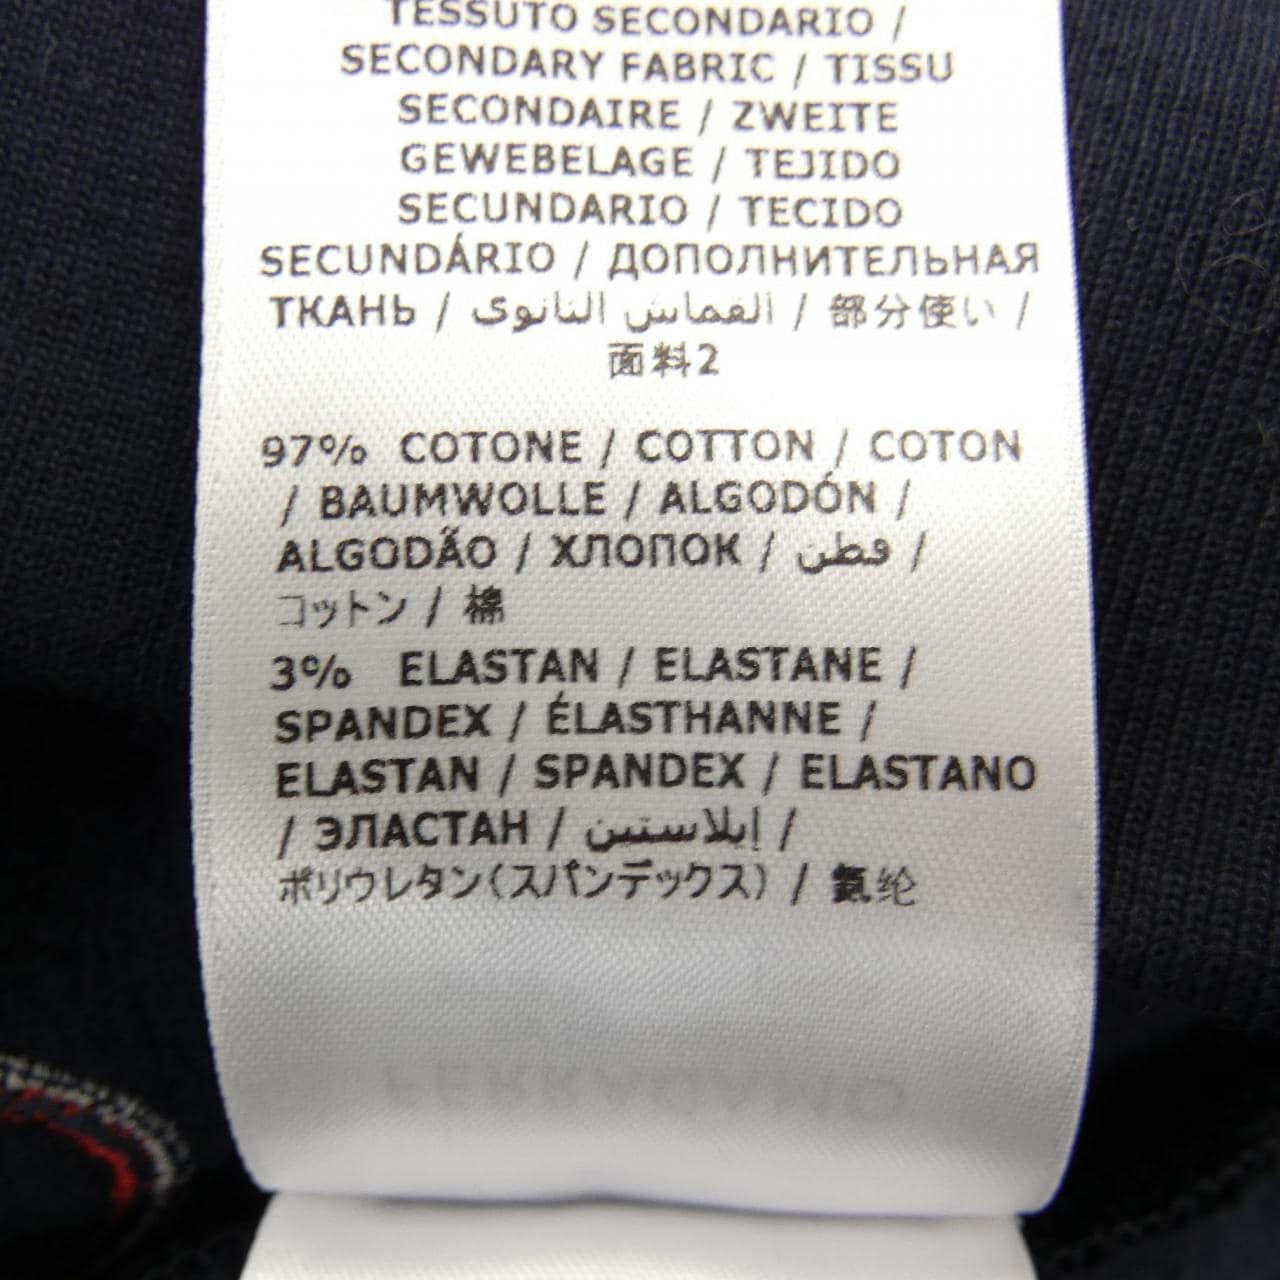 TESSUTO SECONDARIO /
SECONDARY FABRIC / TISSU
SECONDAIRE / ZWEITE
GEWEBELAGE / TEJIDO
SECUNDARIO / TECIDO
SECUNDÁRIO / ДОПОЛНИТЕЛЬНАЯ
ТКАНЬ / القماش الثانوي / 部分使い /
面料2
97% COTONE / COTTON / COTON
/ BAUMWOLLE / ALGODÓN /
ALGODÃO / ХЛОПОК / قطن /
コットン / 棉
3% ELASTAN / ELASTANE /
SPANDEX / ÉLASTHANNE /
ELASTAN / SPANDEX / ELASTANO
/ ЭЛАСТАН / إيلاستين /
ポリウレタン(スパンデックス) / 氨纶